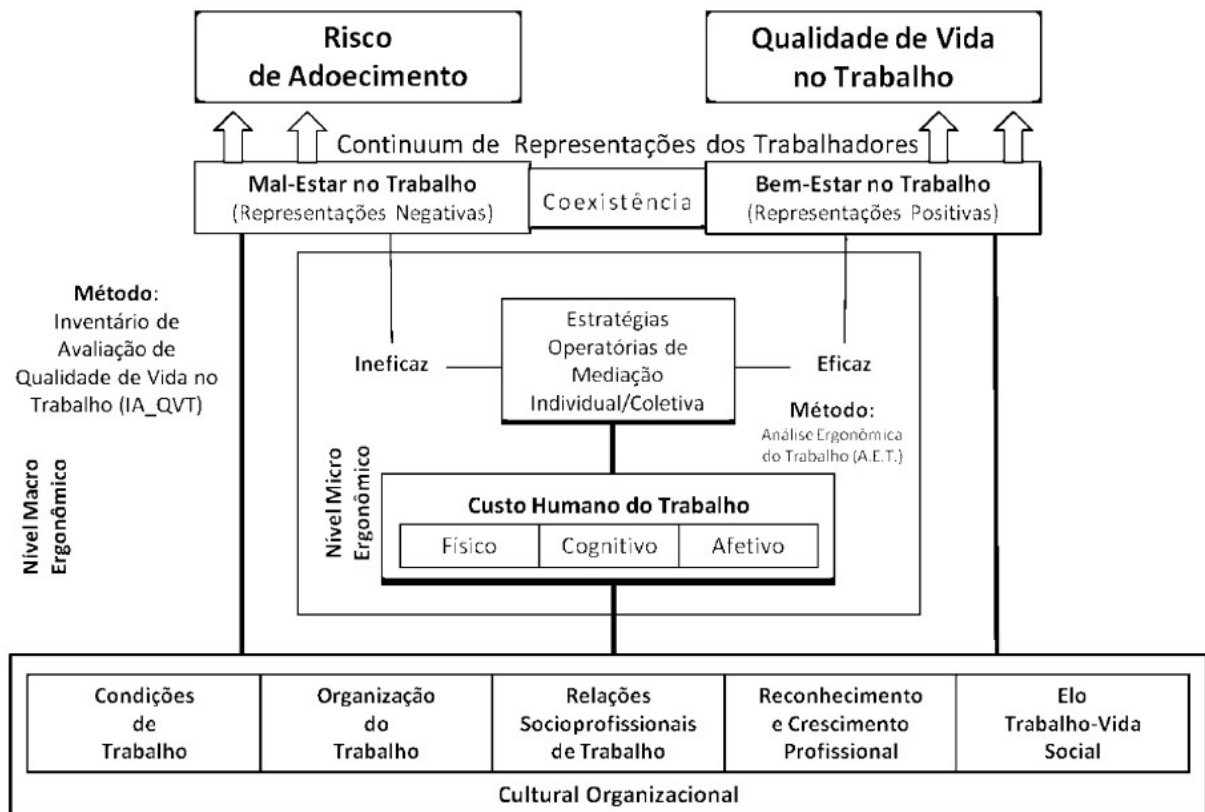 Risco
de Adoecimento
Qualidade de Vida
no Trabalho
Continuum de Representações dos Trabalhadores
Mal-Estar no Trabalho
(Representações Negativas)
Coexistência
Bem-Estar no Trabalho
(Representações Positivas)
Método:
Inventário de
Avaliação de
Qualidade de Vida no
Trabalho (IA_QVT)
Nível Macro
Ergonômico
Ineficaz
Estratégias
Operatórias de
Mediação
Individual/Coletiva
Eficaz
Método:
Análise Ergonômica
do Trabalho (A.E.T.)
Nível Micro
Ergonômico
Custo Humano do Trabalho
Físico
Cognitivo
Afetivo
Condições
de
Trabalho
Organização
do
Trabalho
Relações
Socioprofissionais
de Trabalho
Reconhecimento
e Crescimento
Profissional
Elo
Trabalho-Vida
Social
Cultural Organizacional